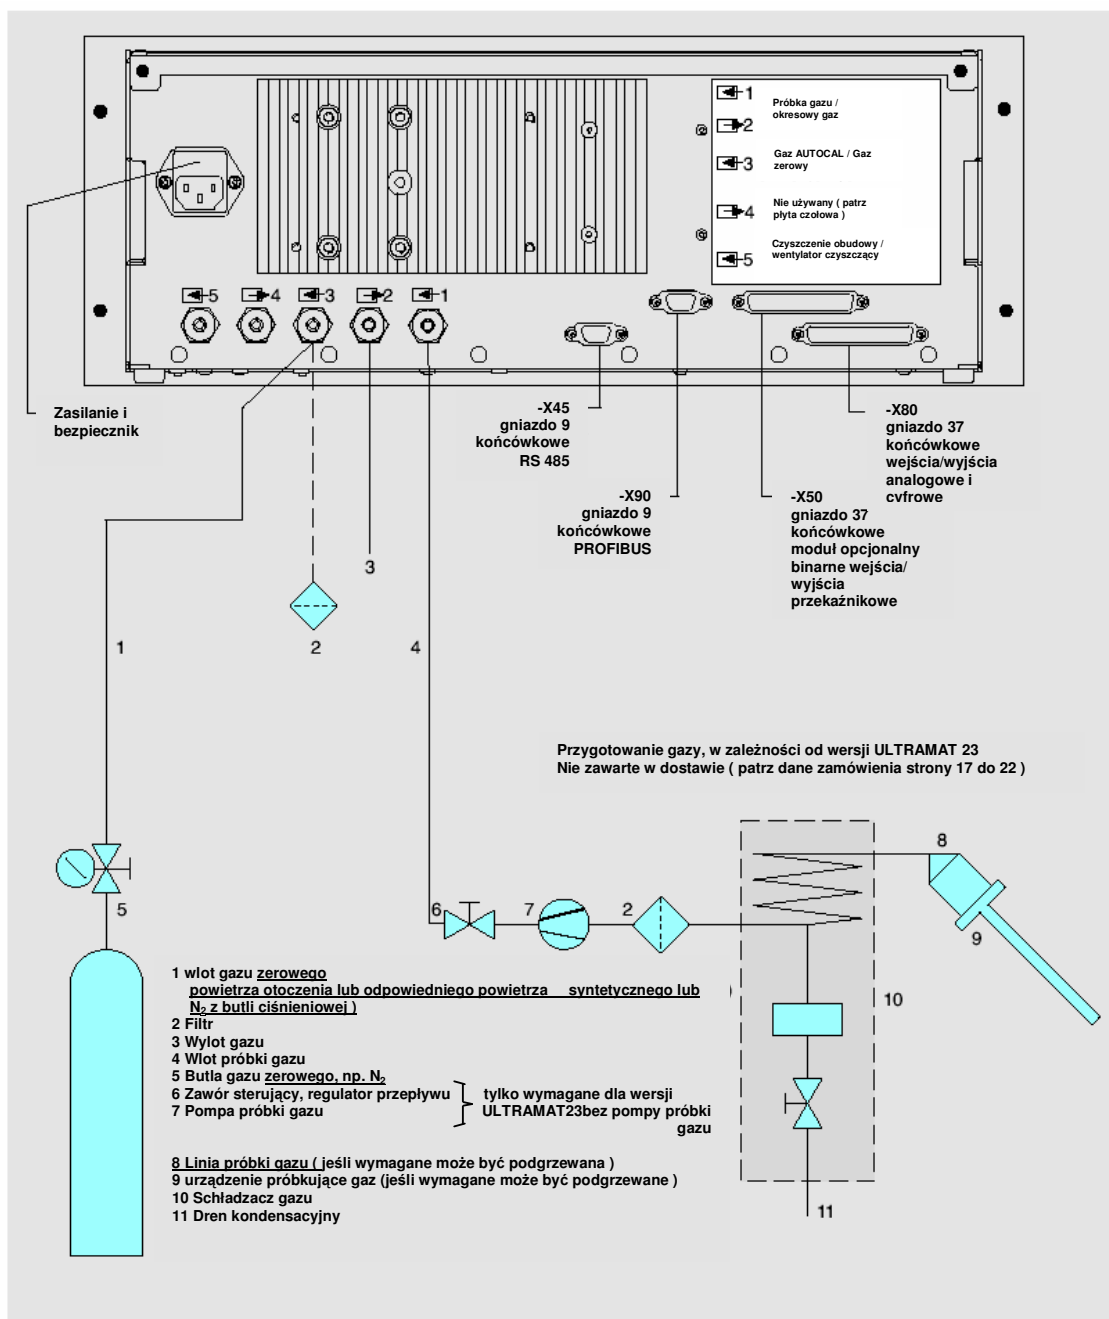 1
Próbka gazu /
okresowy gaz
2
Gaz AUTOCAL / Gaz
zerowy
3
Nie używany ( patrz
płyta czołowa )
4
Czyszczenie obudowy /
wentylator czyszczący
5
5 4 3 2 1
Zasilanie i
bezpiecznik
-X45
gniazdo 9
końcówkowe
RS 485
-X80
gniazdo 37
końcówkowe
wejścia/wyjścia
analogowe i
cyfrowe
-X90
gniazdo 9
końcówkowe
PROFIBUS
-X50
gniazdo 37
końcówkowe
moduł opcjonalny
binarne wejścia/
wyjścia
przekaźnikowe
3
1
2
4
Przygotowanie gazy, w zależności od wersji ULTRAMAT 23
Nie zawarte w dostawie ( patrz dane zamówienia strony 17 do 22 )
8
5
6
7
2
9
10
11
1 wlot gazu zerowego
powietrza otoczenia lub odpowiedniego powietrza syntetycznego lub )
N2 z butli ciśnieniowej )
2 Filtr
3 Wylot gazu
4 Wlot próbki gazu
5 Butla gazu zerowego, np. N2
6 Zawór sterujący, regulator przepływu
7 Pompa próbki gazu
tylko wymagane dla wersji
ULTRAMAT23bez pompy próbki
gazu
8 Linia próbki gazu ( jeśli wymagane może być podgrzewana )
9 urządzenie próbkujące gaz (jeśli wymagane może być podgrzewane )
10 Schładzacz gazu
11 Dren kondensacyjny